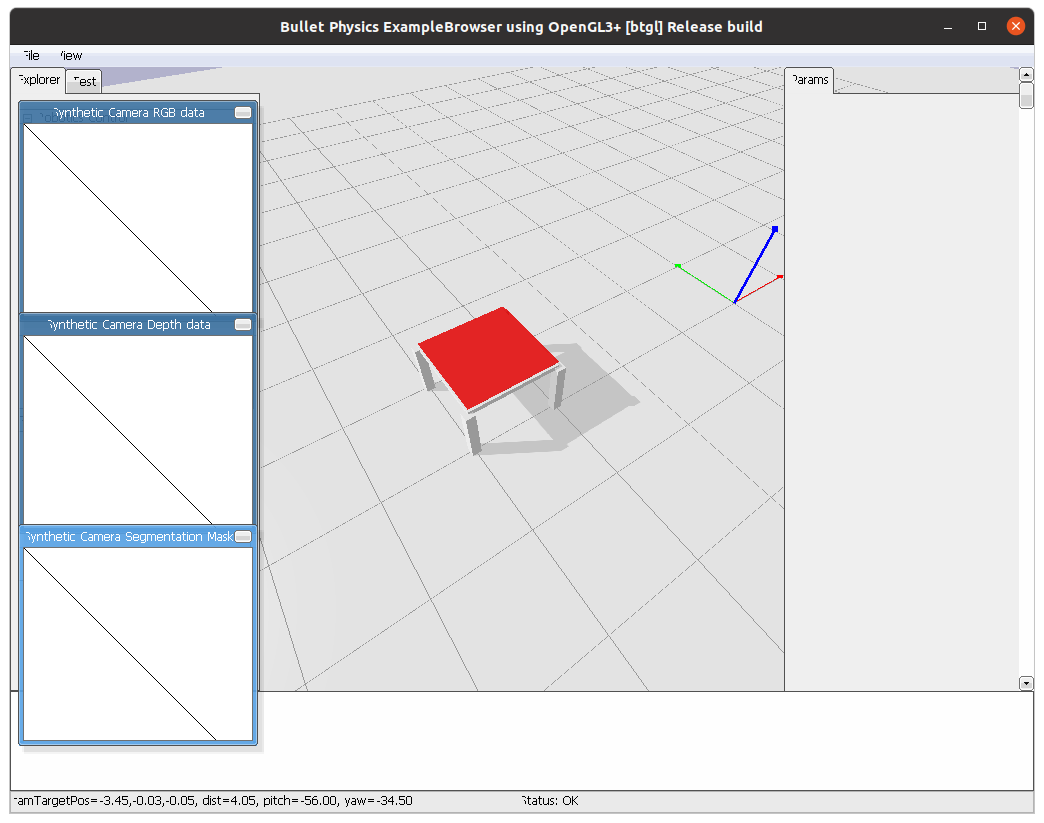 Bullet Physics ExampleBrowser using OpenGL3+ [btgl] Release build
File View
Explorer Test Params
Synthetic Camera RGB data
Synthetic Camera Depth data
Synthetic Camera Segmentation Mask
camTargetPos=-3.45,-0.03,-0.05, dist=4.05, pitch=-56.00, yaw=-34.50 Status: OK